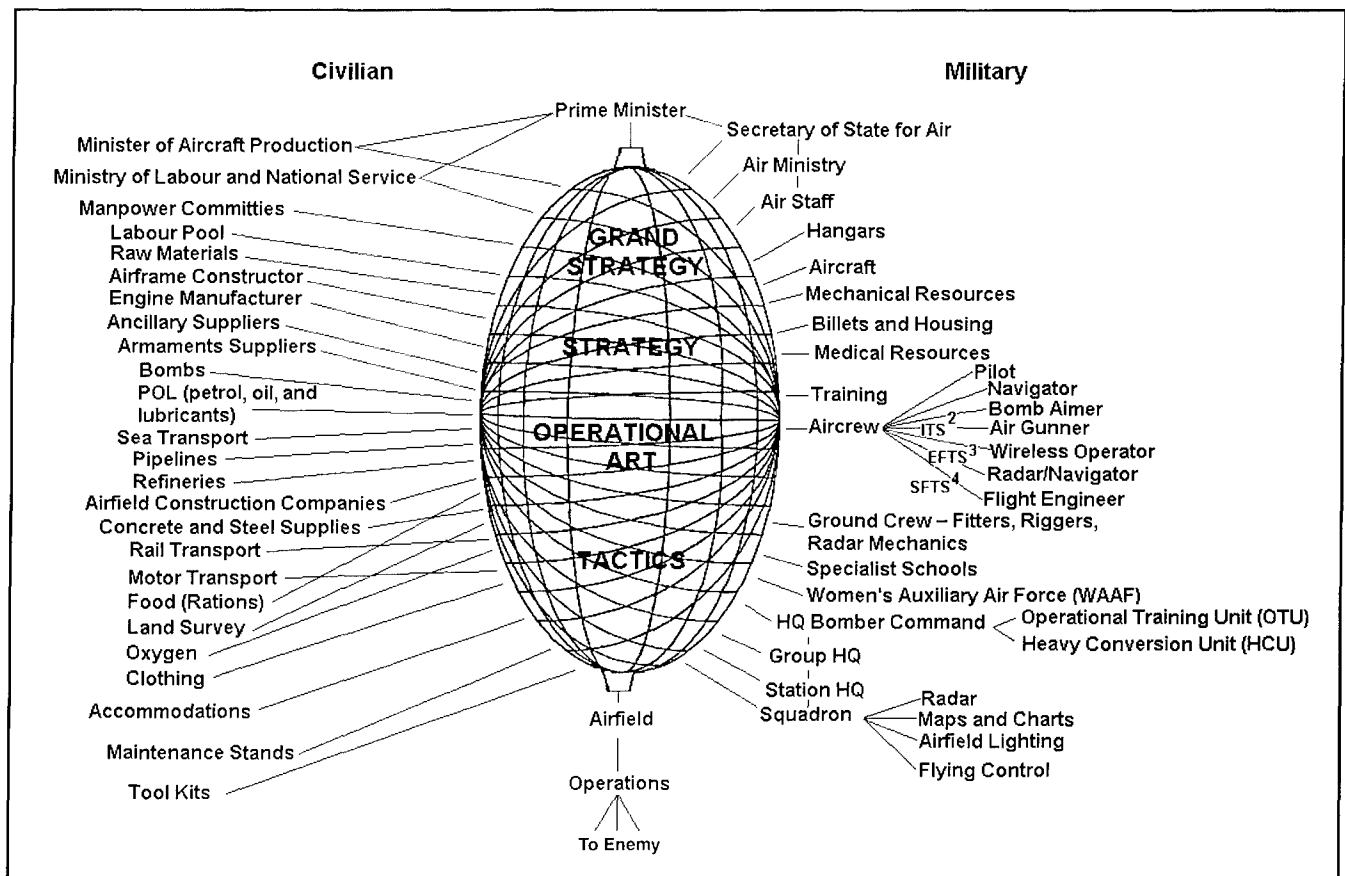 Civilian
Military
Prime Minister
Minister of Aircraft Production
Ministry of Labour and National Service
Manpower Committies
Labour Pool
Raw Materials
Airframe Constructor
Engine Manufacturer
Ancillary Suppliers
Armaments Suppliers
Bombs
POL (petrol, oil, and
lubricants)
Sea Transport
Pipelines
Refineries
Airfield Construction Companies
Concrete and Steel Supplies
Rail Transport
Motor Transport
Food (Rations)
Land Survey
Oxygen
Clothing
Accommodations
Maintenance Stands
Tool Kits
GRAND
STRATEGY
STRATEGY
OPERATIONAL
ART
TACTICS
Airfield
Operations
To Enemy
Secretary of State for Air
Air Ministry
Air Staff
Hangars
Aircraft
Mechanical Resources
Billets and Housing
Medical Resources
Training
Aircrew
Pilot
Navigator
Bomb Aimer
ITS2
Air Gunner
EFTS3
Wireless Operator
Radar/Navigator
SFTS4
Flight Engineer
Ground Crew – Fitters, Riggers,
Radar Mechanics
Specialist Schools
Women's Auxiliary Air Force (WAAF)
HQ Bomber Command
Operational Training Unit (OTU)
Heavy Conversion Unit (HCU)
Group HQ
Station HQ
Squadron
Radar
Maps and Charts
Airfield Lighting
Flying Control